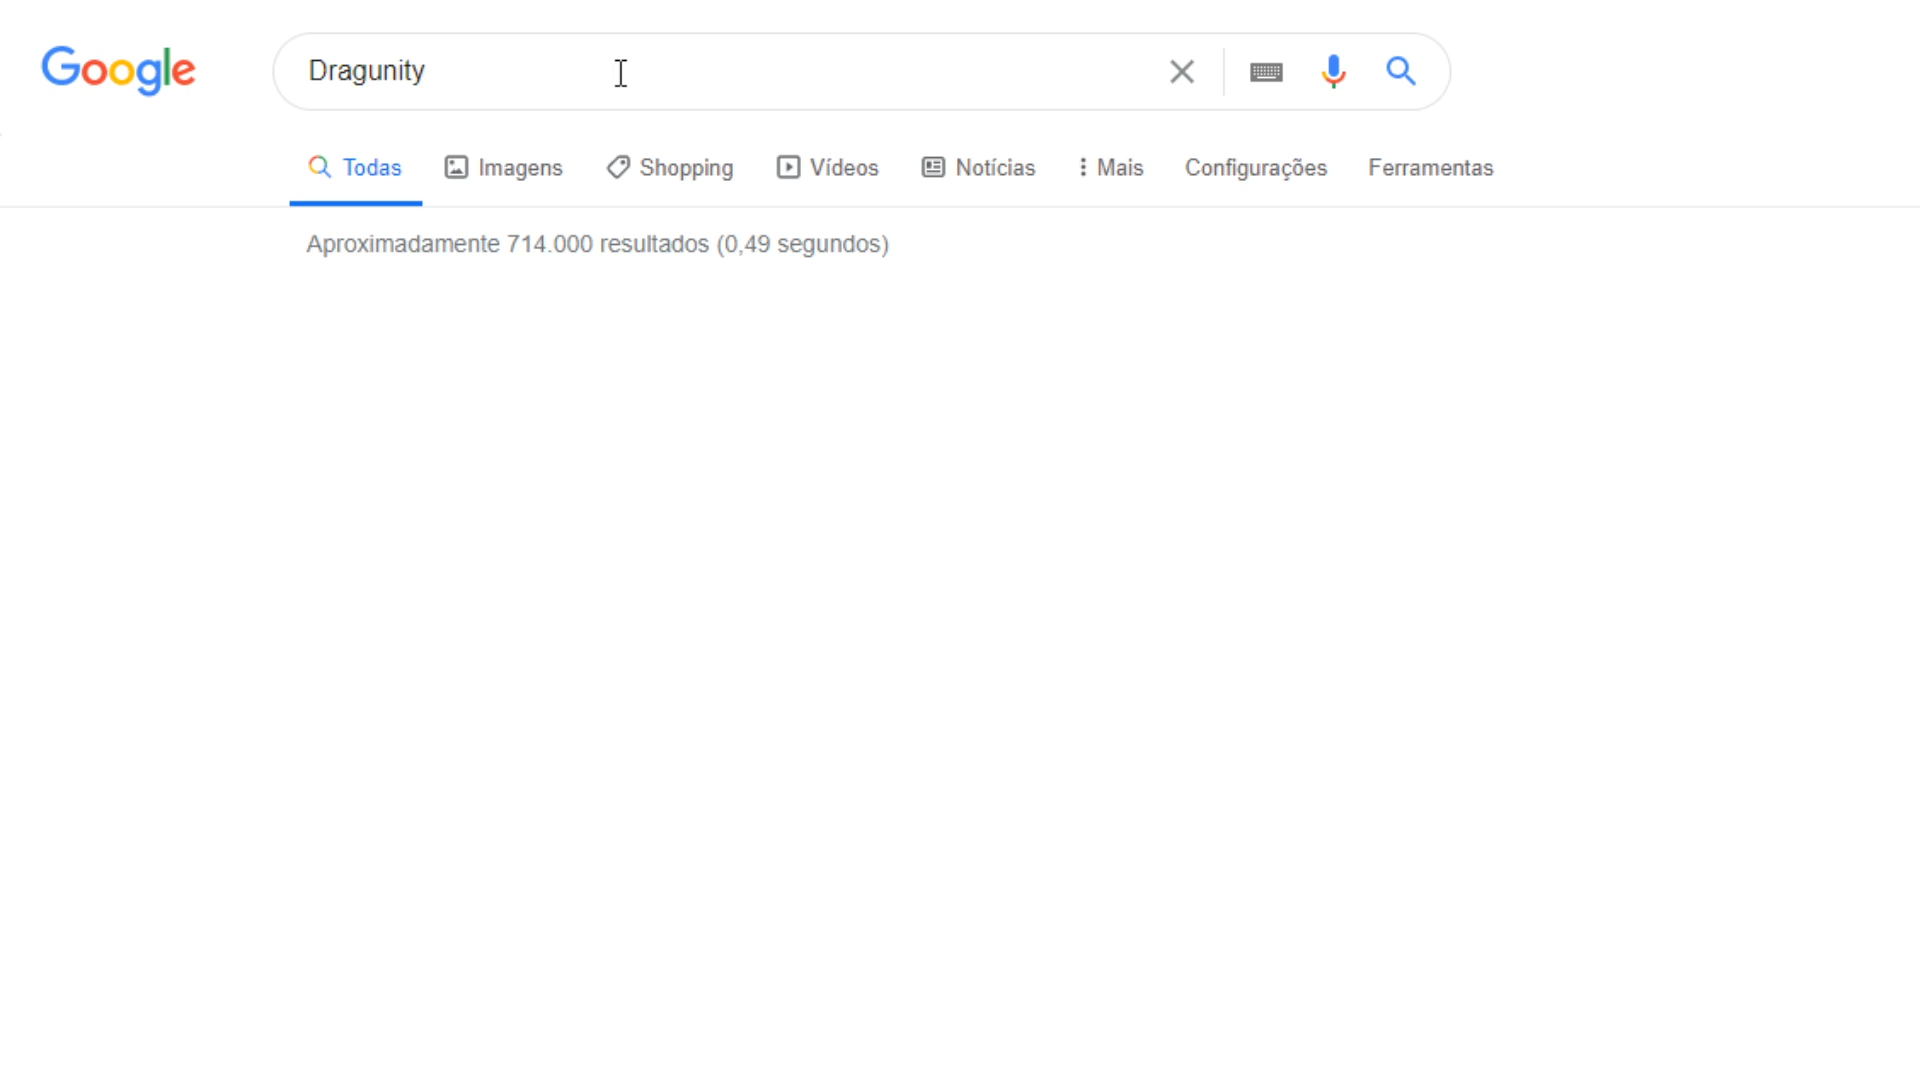 Google
Dragunity
Todas Imagens Shopping Vídeos Notícias Mais Configurações Ferramentas
Aproximadamente 714.000 resultados (0,49 segundos)